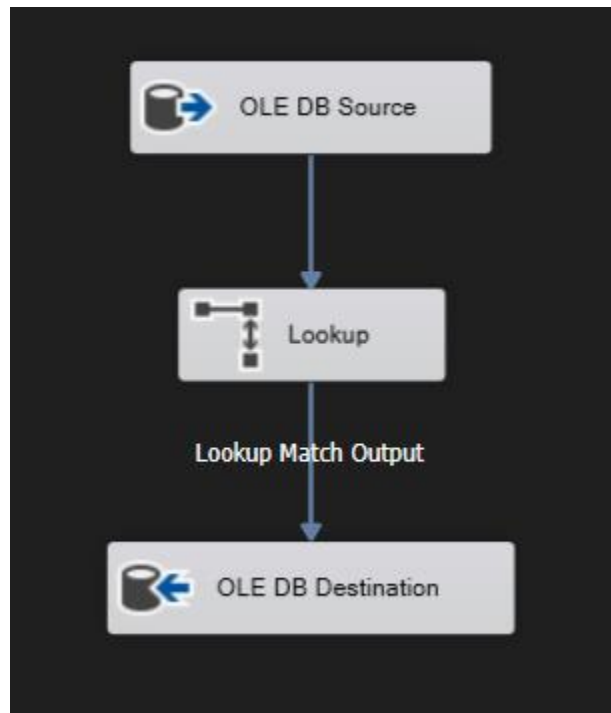 OLE DB Source
Lookup
Lookup Match Output
OLE DB Destination